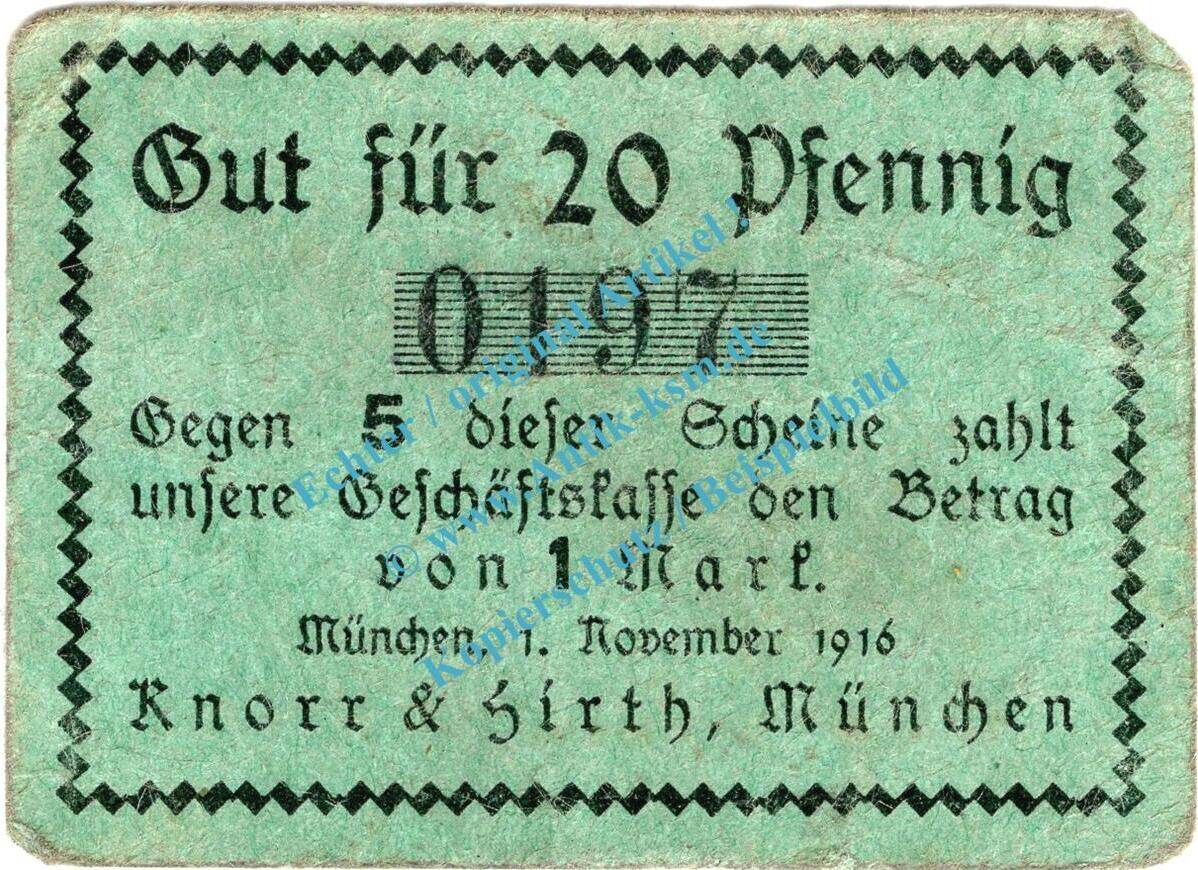 Gut für 20 Pfennig
0197
Gegen 5 dieser Scheine zahlt
unsere Geschäftskasse den Betrag
von 1 Mark.
München, 1. November 1916
Knorr & Hirth, München
Echter / original Artikel !
© www.Antik-ksm.de
Kopierschutz / Beispielbild